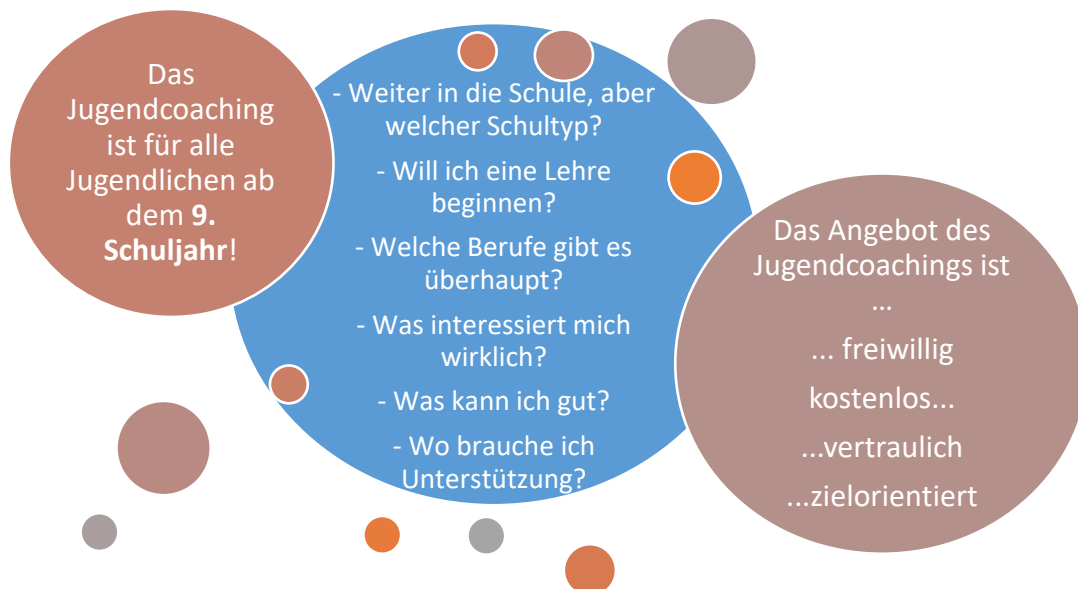 Das
Jugendcoaching
ist für alle
Jugendlichen ab
dem 9.
Schuljahr!
- Weiter in die Schule, aber
welcher Schultyp?
- Will ich eine Lehre
beginnen?
- Welche Berufe gibt es
überhaupt?
- Was interessiert mich
wirklich?
- Was kann ich gut?
- Wo brauche ich
Unterstützung?
Das Angebot des
Jugendcoachings ist
...
... freiwillig
kostenlos...
...vertraulich
...zielorientiert